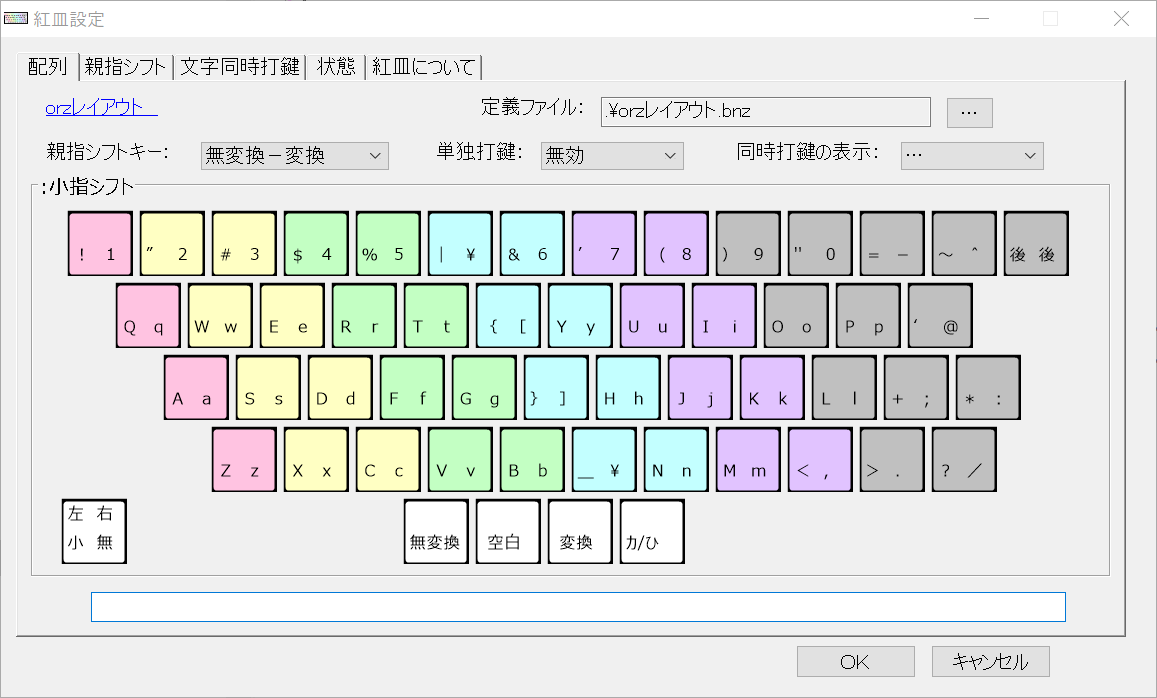 紅皿設定
配列 親指シフト 文字同時打鍵 状態 紅皿について
orzレイアウト 定義ファイル: .¥orzレイアウト.bnz ...
親指シフトキー: 無変換－変換 単独打鍵: 無効 同時打鍵の表示: ...
:小指シフト
! 1 ” 2 # 3 $ 4 % 5 | ¥ & 6 ’ 7 ( 8 ) 9 " 0 = － ～ ＾ 後 後
Q q W w E e R r T t { [ Y y U u I i O o P p ‘ @
A a S s D d F f G g } ] H h J j K k L l + ; * :
Z z X x C c V v B b ＿ ¥ N n M m < , > . ? ／
左 右
小 無 無変換 空白 変換 カ/ひ
OK キャンセル